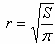 r = √(S/π)